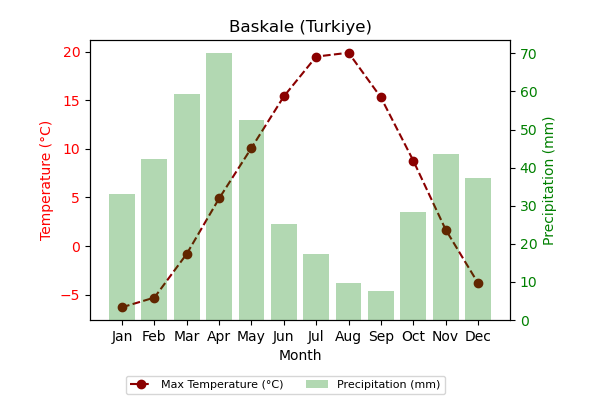 Baskale (Turkiye)
20
15
10
5
0
−5
Temperature (°C)
70
60
50
40
30
20
10
0
Precipitation (mm)
Jan Feb Mar Apr May Jun Jul Aug Sep Oct Nov Dec
Month
Max Temperature (°C) Precipitation (mm)